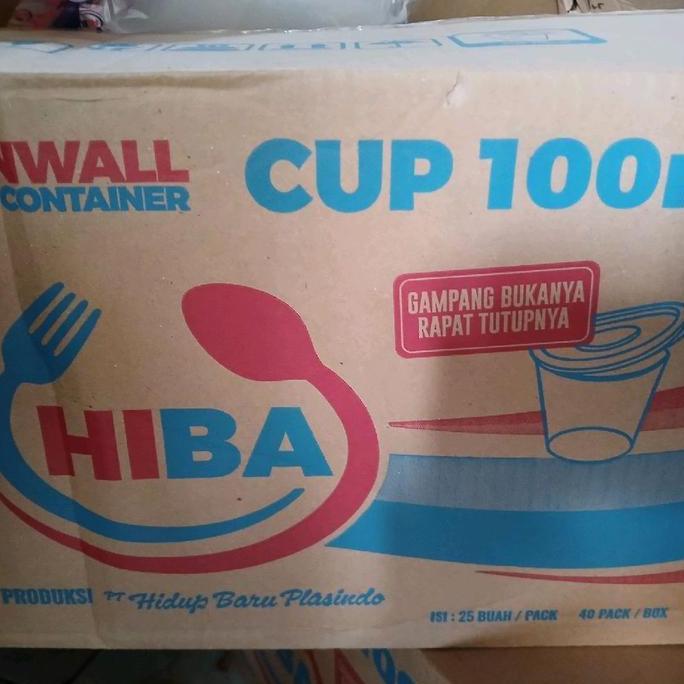 NWALL
CONTAINER
CUP 100
GAMPANG BUKANYA
RAPAT TUTUPNYA
HIBA
PRODUKSI PT Hidup Baru Plasindo
ISI : 25 BUAH / PACK 40 PACK / BOX